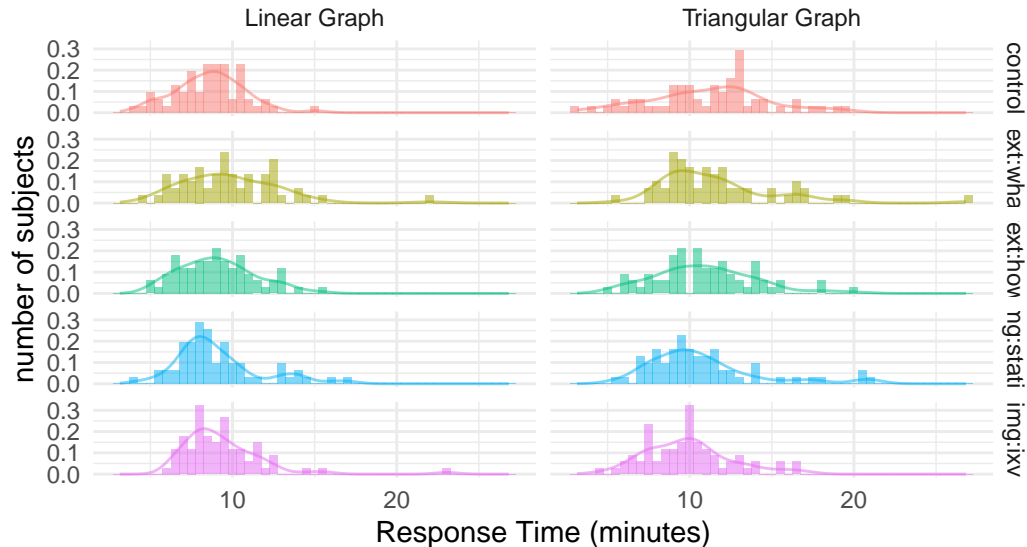 Linear Graph Triangular Graph
number of subjects
0.3
0.2
0.1
0.0
control
0.3
0.2
0.1
0.0
ext:wha
0.3
0.2
0.1
0.0
ext:how
0.3
0.2
0.1
0.0
ng:stati
0.3
0.2
0.1
0.0
img:ixv
10 20 10 20
Response Time (minutes)